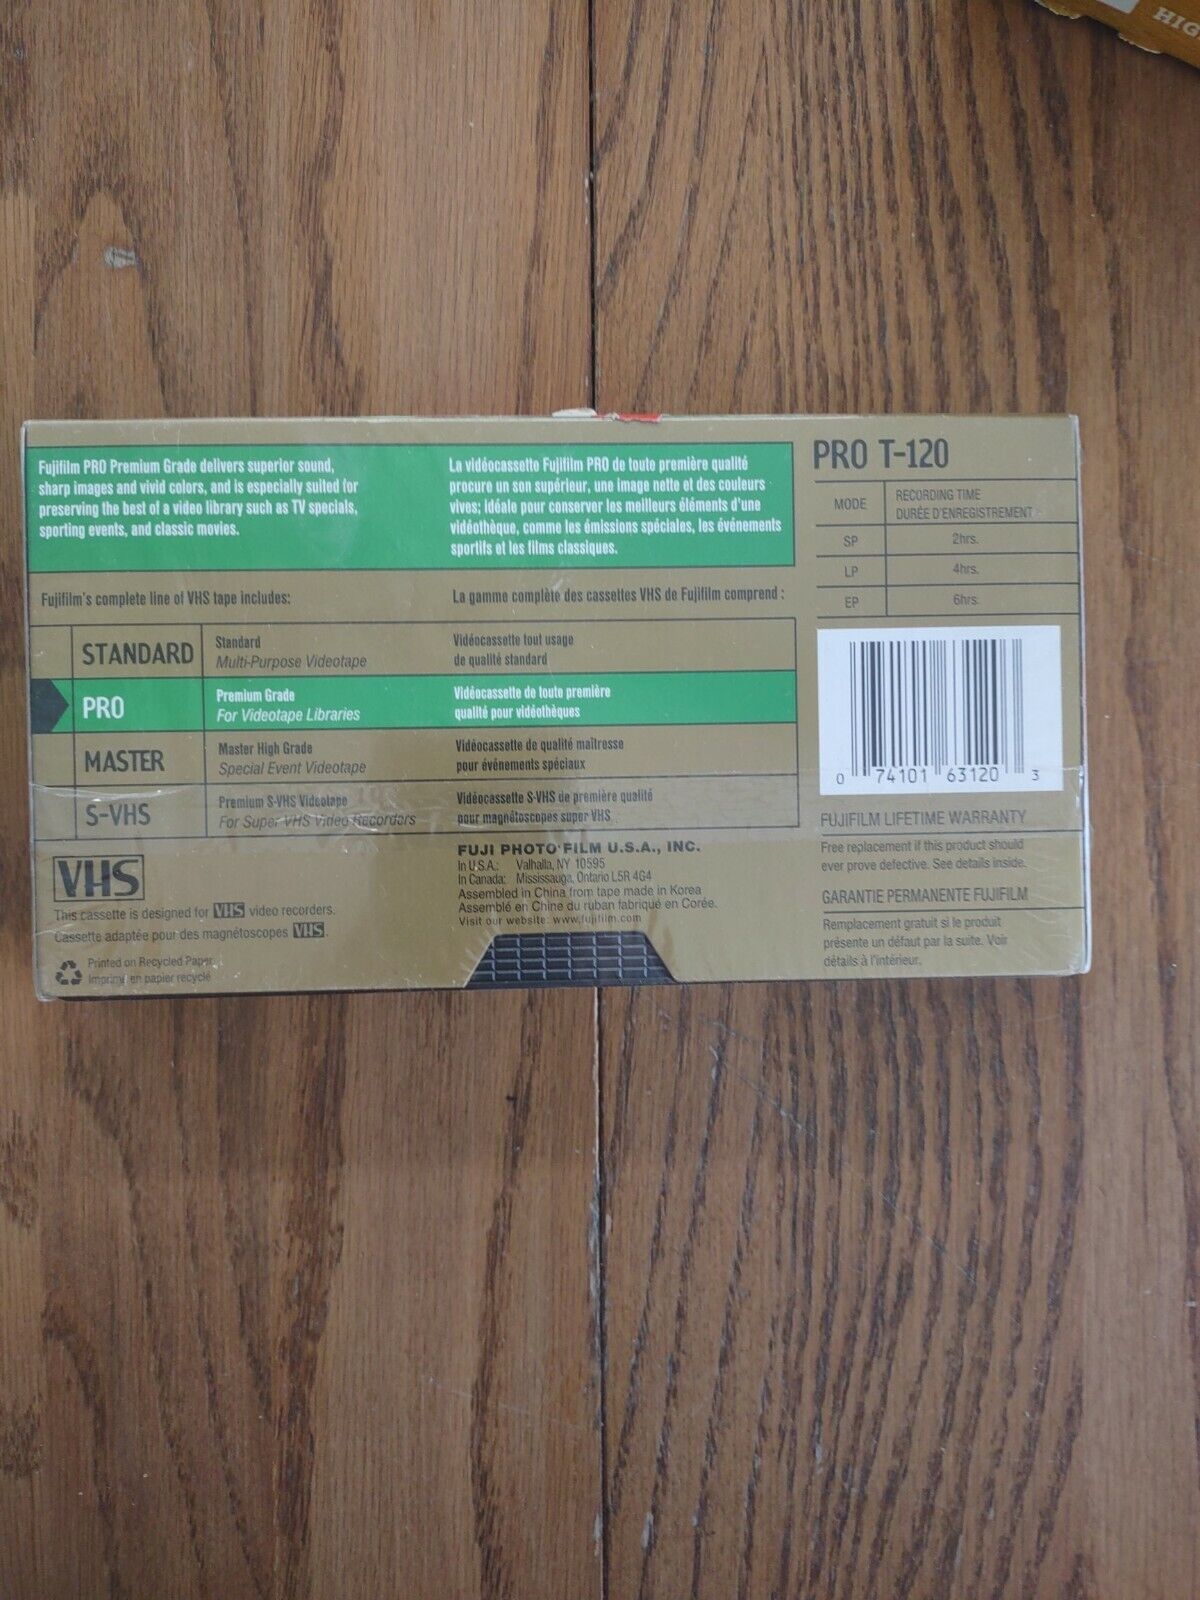 HIG
Fujifilm PRO Premium Grade delivers superior sound,
sharp images and vivid colors, and is especially suited for
preserving the best of a video library such as TV specials,
sporting events, and classic movies.
La vidéocassette Fujifilm PRO de toute première qualité
procure un son supérieur, une image nette et des couleurs
vives; idéale pour conserver les meilleurs éléments d'une
vidéothèque, comme les émissions spéciales, les événements
sportifs et les films classiques.
Fujifilm's complete line of VHS tape includes:
La gamme complète des cassettes VHS de Fujifilm comprend :
STANDARD
Standard
Multi-Purpose Videotape
Vidéocassette tout usage
de qualité standard
PRO
Premium Grade
For Videotape Libraries
Vidéocassette de toute première
qualité pour vidéothèques
MASTER
Master High Grade
Special Event Videotape
Vidéocassette de qualité maîtresse
pour événements spéciaux
S-VHS
Premium S-VHS Videotape
For Super VHS Video Recorders
Vidéocassette S-VHS de première qualité
pour magnétoscopes super VHS
VHS
This cassette is designed for VHS video recorders.
Cassette adaptée pour des magnétoscopes VHS.
Printed on Recycled Paper
Imprimé en papier recyclé
FUJI PHOTO FILM U.S.A., INC.
In U.S.A.: Valhalla, NY 10595
In Canada: Mississauga, Ontario L5R 4G4
Assembled in China from tape made in Korea
Assemblé en Chine du ruban fabriqué en Corée.
Visit our website: www.fujifilm.com
PRO T-120
MODE RECORDING TIME
DURÉE D'ENREGISTREMENT
SP 2hrs.
LP 4hrs.
EP 6hrs.
0 74101 63120 3
FUJIFILM LIFETIME WARRANTY
Free replacement if this product should
ever prove defective. See details inside.
GARANTIE PERMANENTE FUJIFILM
Remplacement gratuit si le produit
présente un défaut par la suite. Voir
détails à l'intérieur.